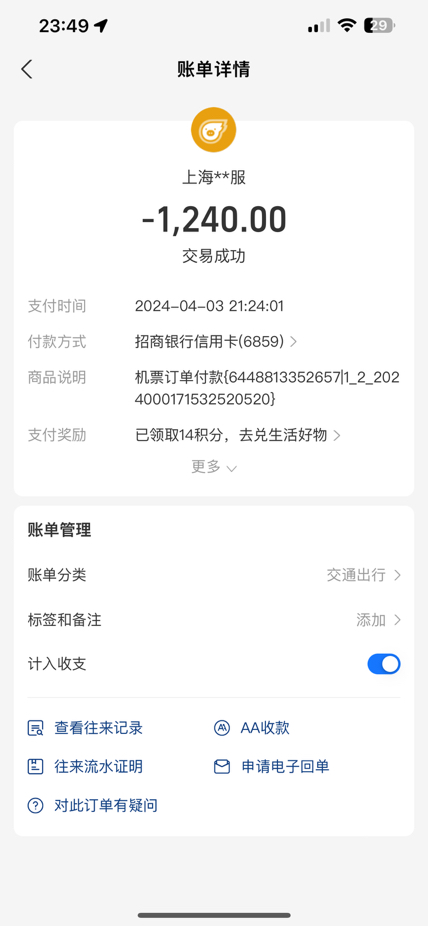 23:49
29
账单详情
上海**服
-1,240.00
交易成功
支付时间 2024-04-03 21:24:01
付款方式 招商银行信用卡(6859)
商品说明 机票订单付款{6448813352657|1_2_202
4000171532520520}
支付奖励 已领取14积分，去兑生活好物
更多
账单管理
账单分类 交通出行
标签和备注 添加
计入收支
查看往来记录 AA收款
往来流水证明 申请电子回单
对此订单有疑问